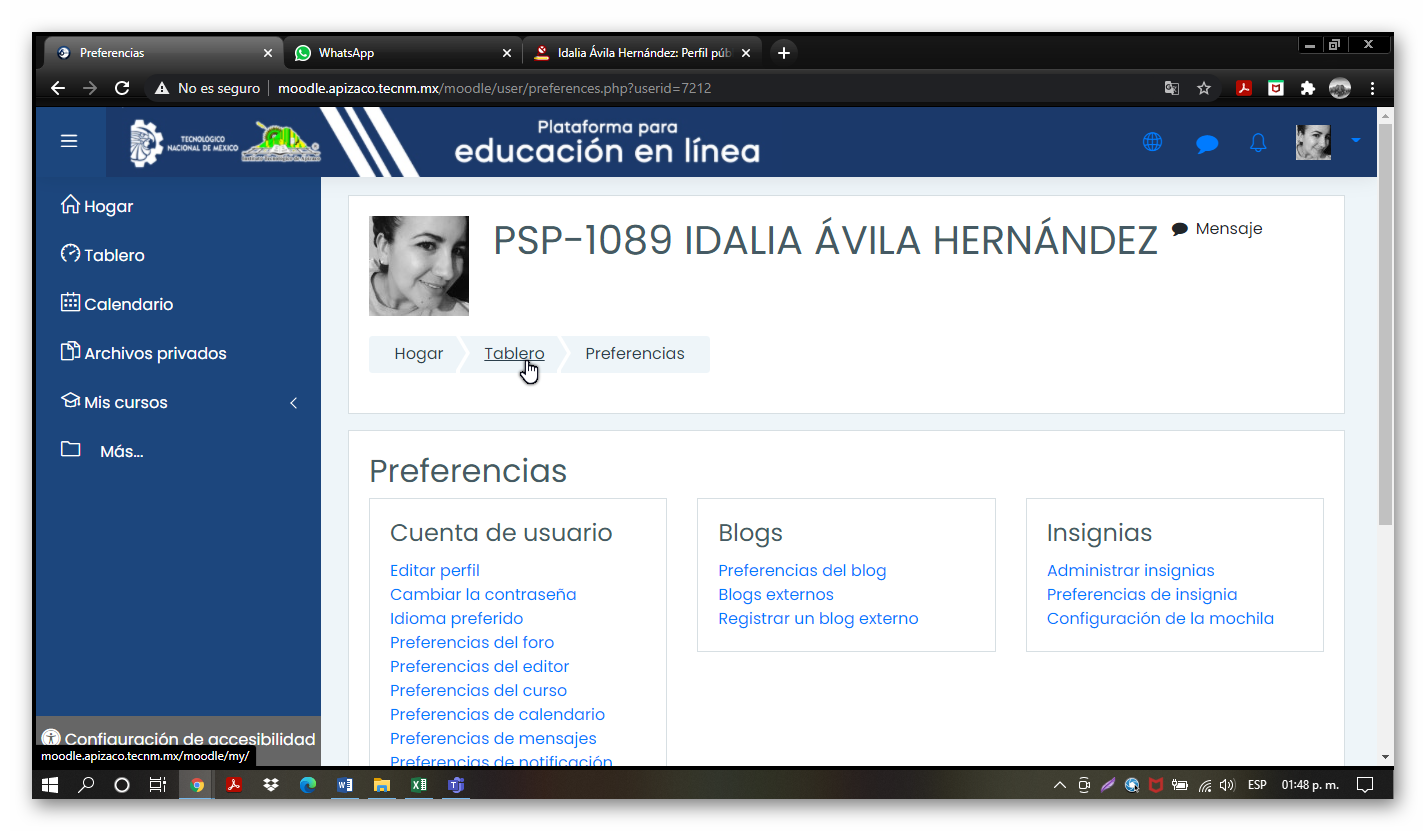 Preferencias
WhatsApp
Idalia Ávila Hernández: Perfil púb
No es seguro
moodle.apizaco.tecnm.mx/moodle/user/preferences.php?userid=7212
TECNOLÓGICO
NACIONAL DE MÉXICO
Plataforma para
educación en línea
Hogar
Tablero
Calendario
Archivos privados
Mis cursos
Más...
Configuración de accesibilidad
moodle.apizaco.tecnm.mx/moodle/my/
PSP-1089 IDALIA ÁVILA HERNÁNDEZ
Mensaje
Hogar
Tablero
Preferencias
Preferencias
Cuenta de usuario
Editar perfil
Cambiar la contraseña
Idioma preferido
Preferencias del foro
Preferencias del editor
Preferencias del curso
Preferencias de calendario
Preferencias de mensajes
Preferencias de notificación
Blogs
Preferencias del blog
Blogs externos
Registrar un blog externo
Insignias
Administrar insignias
Preferencias de insignia
Configuración de la mochila
ESP
01:48 p. m.